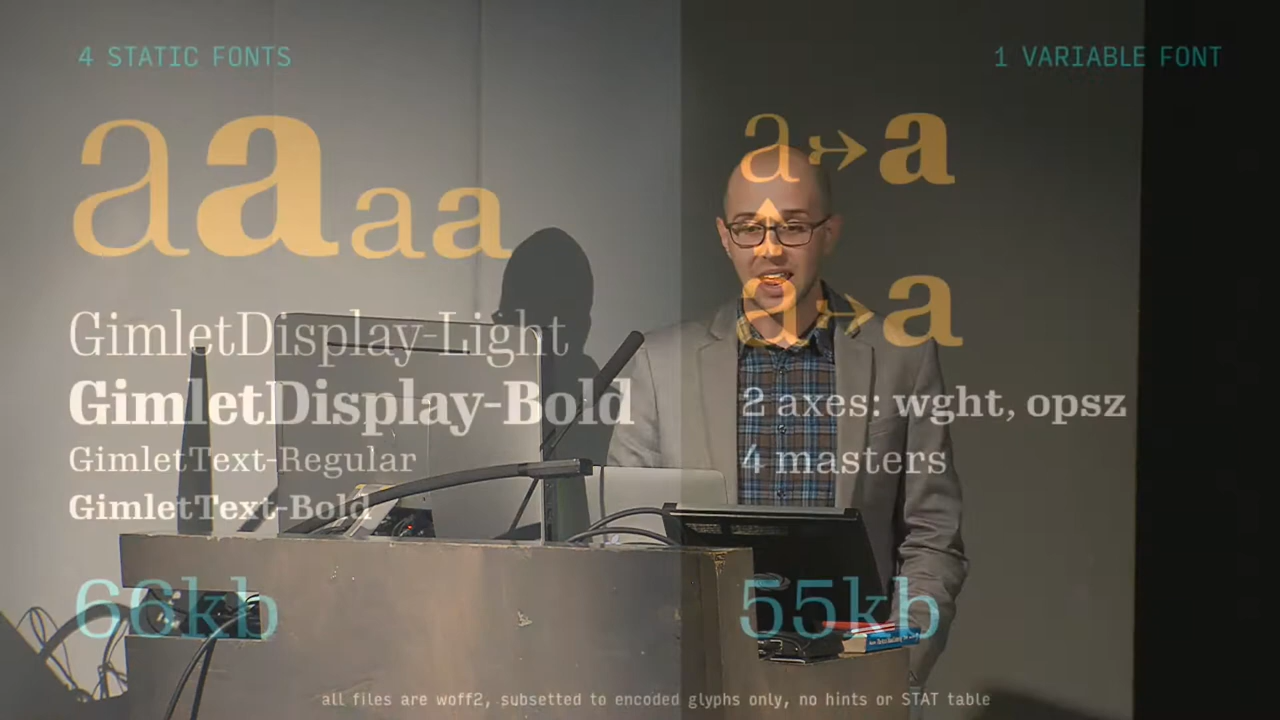 4 STATIC FONTS
aaaa
GimletDisplay-Light
GimletDisplay-Bold
GimletText-Regular
GimletText-Bold
66kb
1 VARIABLE FONT
a↔a
a↔a
2 axes: wght, opsz
4 masters
55kb
all files are woff2, subsetted to encoded glyphs only, no hints or STAT table